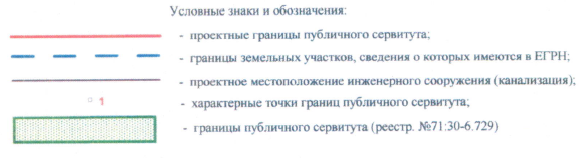 Условные знаки и обозначения:
- проектные границы публичного сервитута;
- границы земельных участков, сведения о которых имеются в ЕГРН;
- проектное местоположение инженерного сооружения (канализация);
1 - характерные точки границ публичного сервитута;
- границы публичного сервитута (реестр. №71:30-6.729)